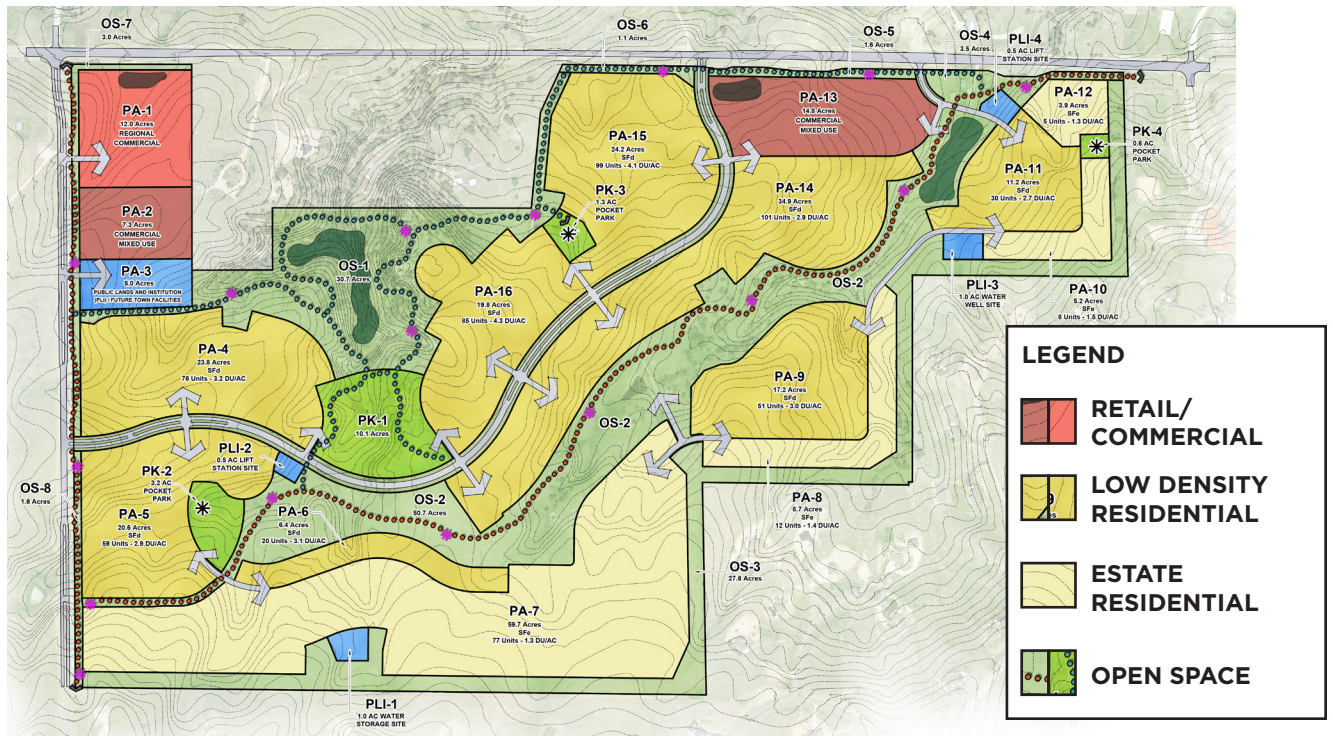 OS-7
3.0 Acres
OS-6
1.1 Acres
OS-5
1.6 Acres
OS-4
3.5 Acres
PLI-4
0.5 AC LIFT
STATION SITE
PA-1
12.0 Acres
REGIONAL
COMMERCIAL
PA-13
14.8 Acres
COMMERCIAL
MIXED USE
PA-12
3.9 Acres
SFe
5 Units - 1.3 DU/AC
PK-4
0.6 AC
POCKET
PARK
PA-15
24.2 Acres
SFd
99 Units - 4.1 DU/AC
PA-11
11.2 Acres
SFd
30 Units - 2.7 DU/AC
PA-14
34.9 Acres
SFd
101 Units - 2.9 DU/AC
PK-3
1.3 AC
POCKET
PARK
PA-2
7.3 Acres
COMMERCIAL
MIXED USE
PA-3
5.0 Acres
PUBLIC LANDS AND INSTITUTION
(PLI) / FUTURE TOWN FACILITIES
OS-1
30.7 Acres
PA-16
19.8 Acres
SFd
85 Units - 4.3 DU/AC
OS-2
PLI-3
1.0 AC WATER
WELL SITE
PA-10
5.2 Acres
SFe
8 Units - 1.5 DU/AC
PA-4
23.8 Acres
SFd
76 Units - 3.2 DU/AC
PA-9
17.2 Acres
SFd
51 Units - 3.0 DU/AC
PK-1
10.1 Acres
OS-2
PLI-2
0.5 AC LIFT
STATION SITE
PK-2
3.2 AC
POCKET
PARK
OS-8
1.6 Acres
PA-5
20.6 Acres
SFd
59 Units - 2.9 DU/AC
OS-2
50.7 Acres
PA-6
6.4 Acres
SFd
20 Units - 3.1 DU/AC
PA-8
8.7 Acres
SFe
12 Units - 1.4 DU/AC
OS-3
27.6 Acres
PA-7
59.7 Acres
SFe
77 Units - 1.3 DU/AC
PLI-1
1.0 AC WATER
STORAGE SITE
LEGEND
RETAIL/
COMMERCIAL
LOW DENSITY
RESIDENTIAL
ESTATE
RESIDENTIAL
OPEN SPACE